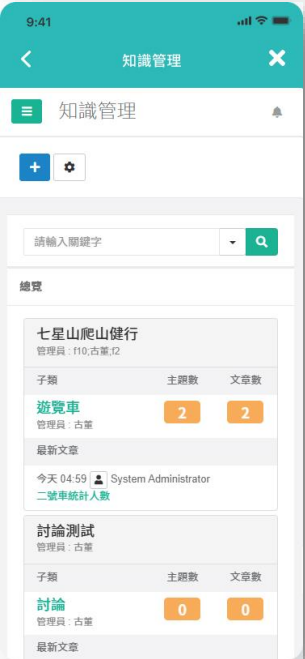 9:41
知識管理
知識管理
請輸入關鍵字
總覽
七星山爬山健行
管理員 : f10;古董;f2
子類 主題數 文章數
遊覽車 2 2
管理員 : 古董
最新文章
今天 04:59 System Administrator
二號車統計人數
討論測試
管理員 : 古董
子類 主題數 文章數
討論 0 0
管理員 : 古董
最新文章